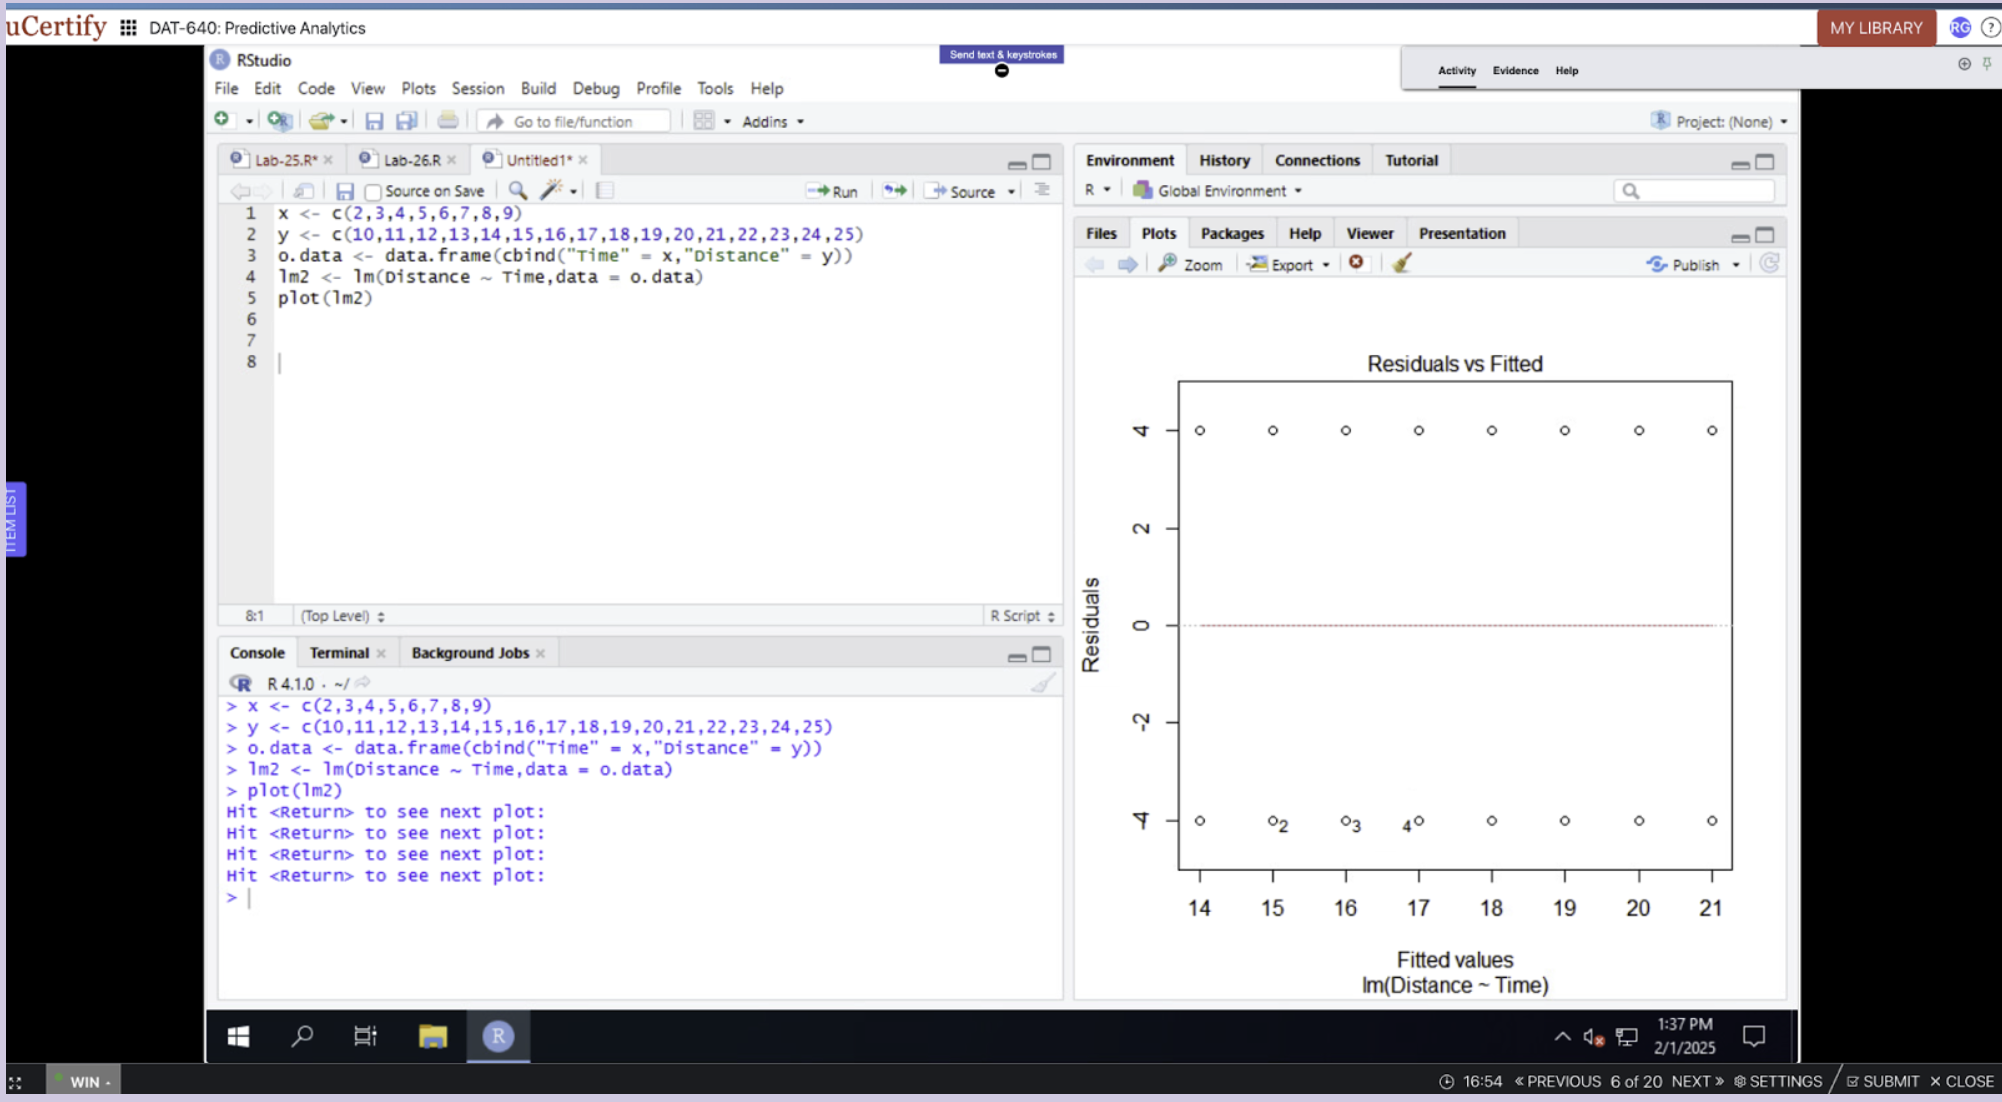 uCertify DAT-640: Predictive Analytics MY LIBRARY RG ?
RStudio Send text & keystrokes Activity Evidence Help
File Edit Code View Plots Session Build Debug Profile Tools Help
Go to file/function Addins Project: (None)
Lab-25.R* Lab-26.R Untitled1*
Source on Save Run Source
1 x <- c(2,3,4,5,6,7,8,9)
2 y <- c(10,11,12,13,14,15,16,17,18,19,20,21,22,23,24,25)
3 o.data <- data.frame(cbind("Time" = x,"Distance" = y))
4 lm2 <- lm(Distance ~ Time,data = o.data)
5 plot(lm2)
6
7
8
8:1 (Top Level) R Script
Console Terminal Background Jobs
R 4.1.0 · ~/
> x <- c(2,3,4,5,6,7,8,9)
> y <- c(10,11,12,13,14,15,16,17,18,19,20,21,22,23,24,25)
> o.data <- data.frame(cbind("Time" = x,"Distance" = y))
> lm2 <- lm(Distance ~ Time,data = o.data)
> plot(lm2)
Hit <Return> to see next plot:
Hit <Return> to see next plot:
Hit <Return> to see next plot:
Hit <Return> to see next plot:
>
Environment History Connections Tutorial
R Global Environment
Files Plots Packages Help Viewer Presentation
Zoom Export Publish
Residuals vs Fitted
4
2
0
-2
-4
2 3 4
Residuals
14 15 16 17 18 19 20 21
Fitted values
lm(Distance ~ Time)
ITEM LIST
1:37 PM
2/1/2025
WIN 16:54 « PREVIOUS 6 of 20 NEXT » SETTINGS SUBMIT × CLOSE